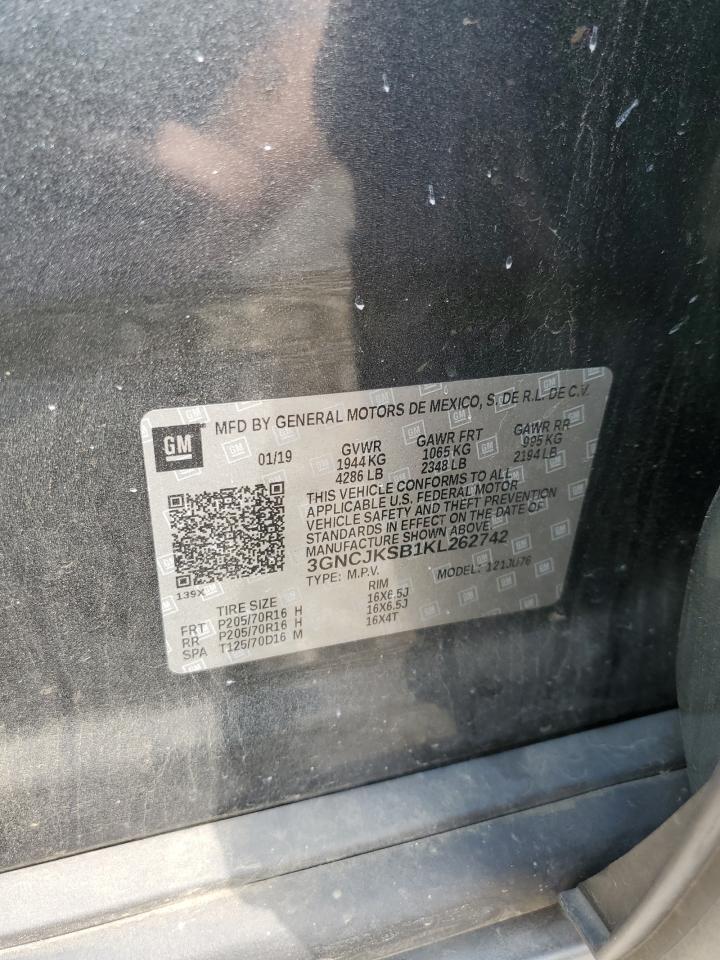 GM MFD BY GENERAL MOTORS DE MEXICO, S. DE R.L. DE C.V.
01/19 GVWR GAWR FRT GAWR RR
1944 KG 1065 KG 995 KG
4286 LB 2348 LB 2194 LB
THIS VEHICLE CONFORMS TO ALL
APPLICABLE U.S. FEDERAL MOTOR
VEHICLE SAFETY AND THEFT PREVENTION
STANDARDS IN EFFECT ON THE DATE OF
MANUFACTURE SHOWN ABOVE.
3GNCJKSB1KL262742
139X TYPE: M.P.V. MODEL: 121JU76
TIRE SIZE RIM
FRT P205/70R16 H 16X6.5J
RR P205/70R16 H 16X6.5J
SPA T125/70D16 M 16X4T